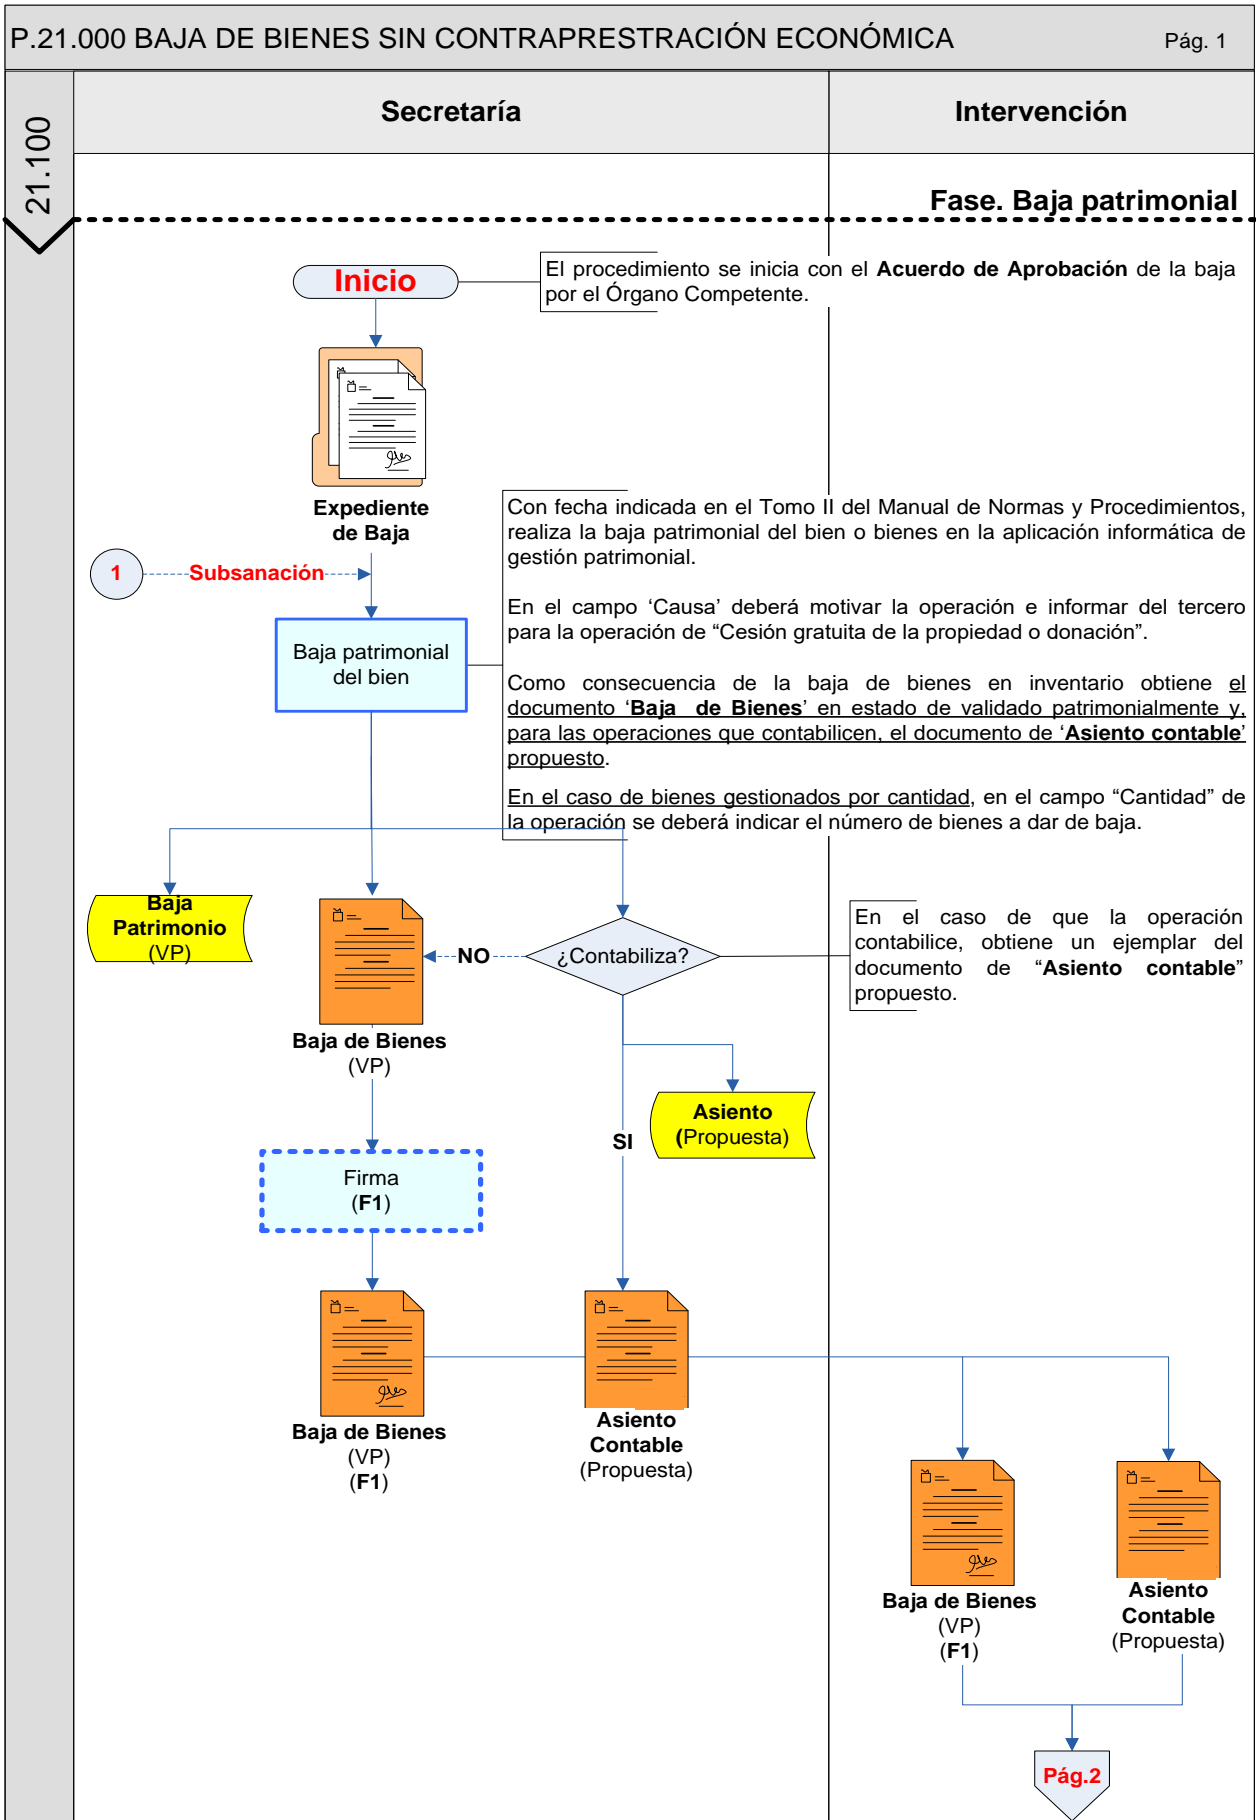 P.21.000 BAJA DE BIENES SIN CONTRAPRESTRACIÓN ECONÓMICA
Pág. 1
21.100
Secretaría
Intervención
Fase. Baja patrimonial
Inicio
El procedimiento se inicia con el Acuerdo de Aprobación de la baja
por el Órgano Competente.
Expediente
de Baja
1
Subsanación
Baja patrimonial
del bien
Con fecha indicada en el Tomo II del Manual de Normas y Procedimientos,
realiza la baja patrimonial del bien o bienes en la aplicación informática de
gestión patrimonial.
En el campo ‘Causa’ deberá motivar la operación e informar del tercero
para la operación de “Cesión gratuita de la propiedad o donación”.
Como consecuencia de la baja de bienes en inventario obtiene el
documento ‘Baja de Bienes’ en estado de validado patrimonialmente y,
para las operaciones que contabilicen, el documento de ‘Asiento contable’
propuesto.
En el caso de bienes gestionados por cantidad, en el campo “Cantidad” de
la operación se deberá indicar el número de bienes a dar de baja.
Baja
Patrimonio
(VP)
NO
¿Contabiliza?
En el caso de que la operación
contabilice, obtiene un ejemplar del
documento de “Asiento contable”
propuesto.
Baja de Bienes
(VP)
Asiento
(Propuesta)
SI
Firma
(F1)
Baja de Bienes
(VP)
(F1)
Asiento
Contable
(Propuesta)
Baja de Bienes
(VP)
(F1)
Asiento
Contable
(Propuesta)
Pág.2